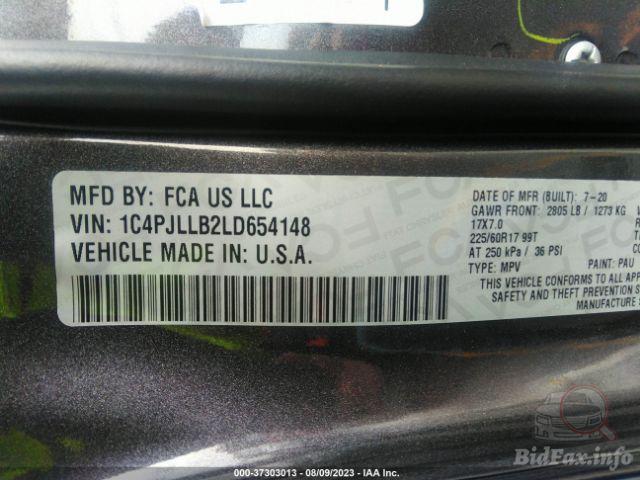 MFD BY: FCA US LLC
VIN: 1C4PJLLB2LD654148
VEHICLE MADE IN: U.S.A.
DATE OF MFR (BUILT): 7-20
GAWR FRONT: 2805 LB / 1273 KG
17X7.0
225/60R17 99T
AT 250 kPa / 36 PSI
TYPE: MPV PAINT: PAU
THIS VEHICLE CONFORMS TO ALL APP
SAFETY AND THEFT PREVENTION S
MANUFACTURE
000-37303013 - 08/09/2023 - IAA Inc.
BidFax.info